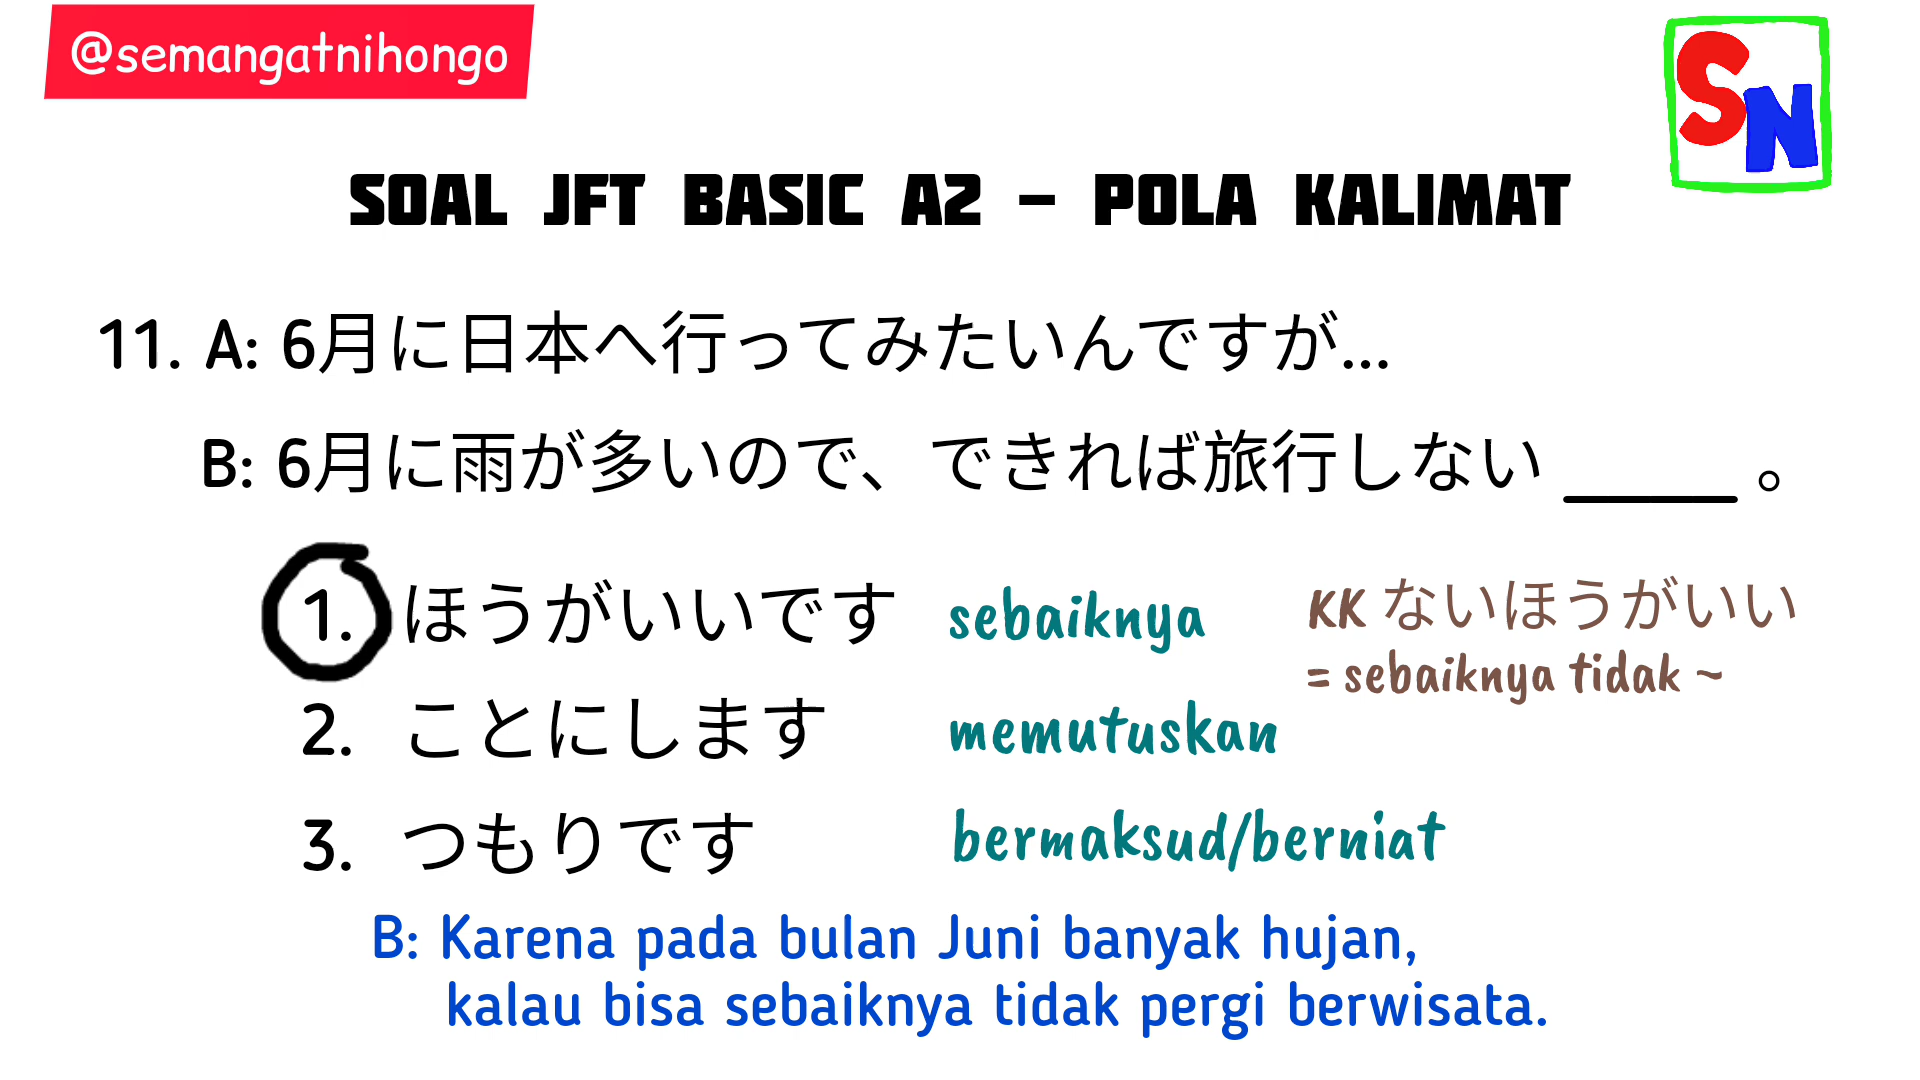 @semangatnihongo
SN
SOAL JFT BASIC A2 - POLA KALIMAT
11. A: 6月に日本へ行ってみたいんですが...
B: 6月に雨が多いので、できれば旅行しない _____ 。
1. ほうがいいです sebaiknya KK ないほうがいい
= sebaiknya tidak ~
2. ことにします memutuskan
3. つもりです bermaksud/berniat
B: Karena pada bulan Juni banyak hujan,
kalau bisa sebaiknya tidak pergi berwisata.